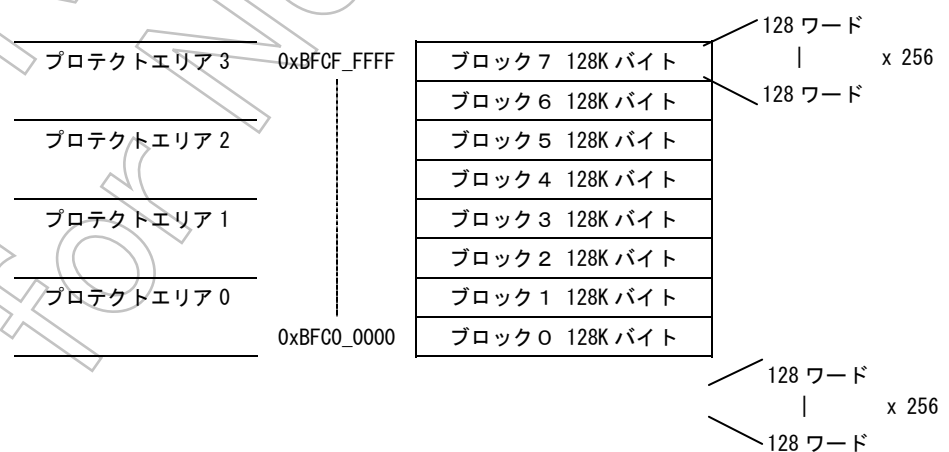 128 ワード
| x 256
128 ワード
プロテクトエリア 3 0xBFCF_FFFF ブロック７ 128K バイト
ブロック６ 128K バイト
プロテクトエリア 2 ブロック５ 128K バイト
ブロック４ 128K バイト
プロテクトエリア 1 ブロック３ 128K バイト
ブロック２ 128K バイト
プロテクトエリア 0 ブロック１ 128K バイト
0xBFC0_0000 ブロック０ 128K バイト
128 ワード
| x 256
128 ワード
for